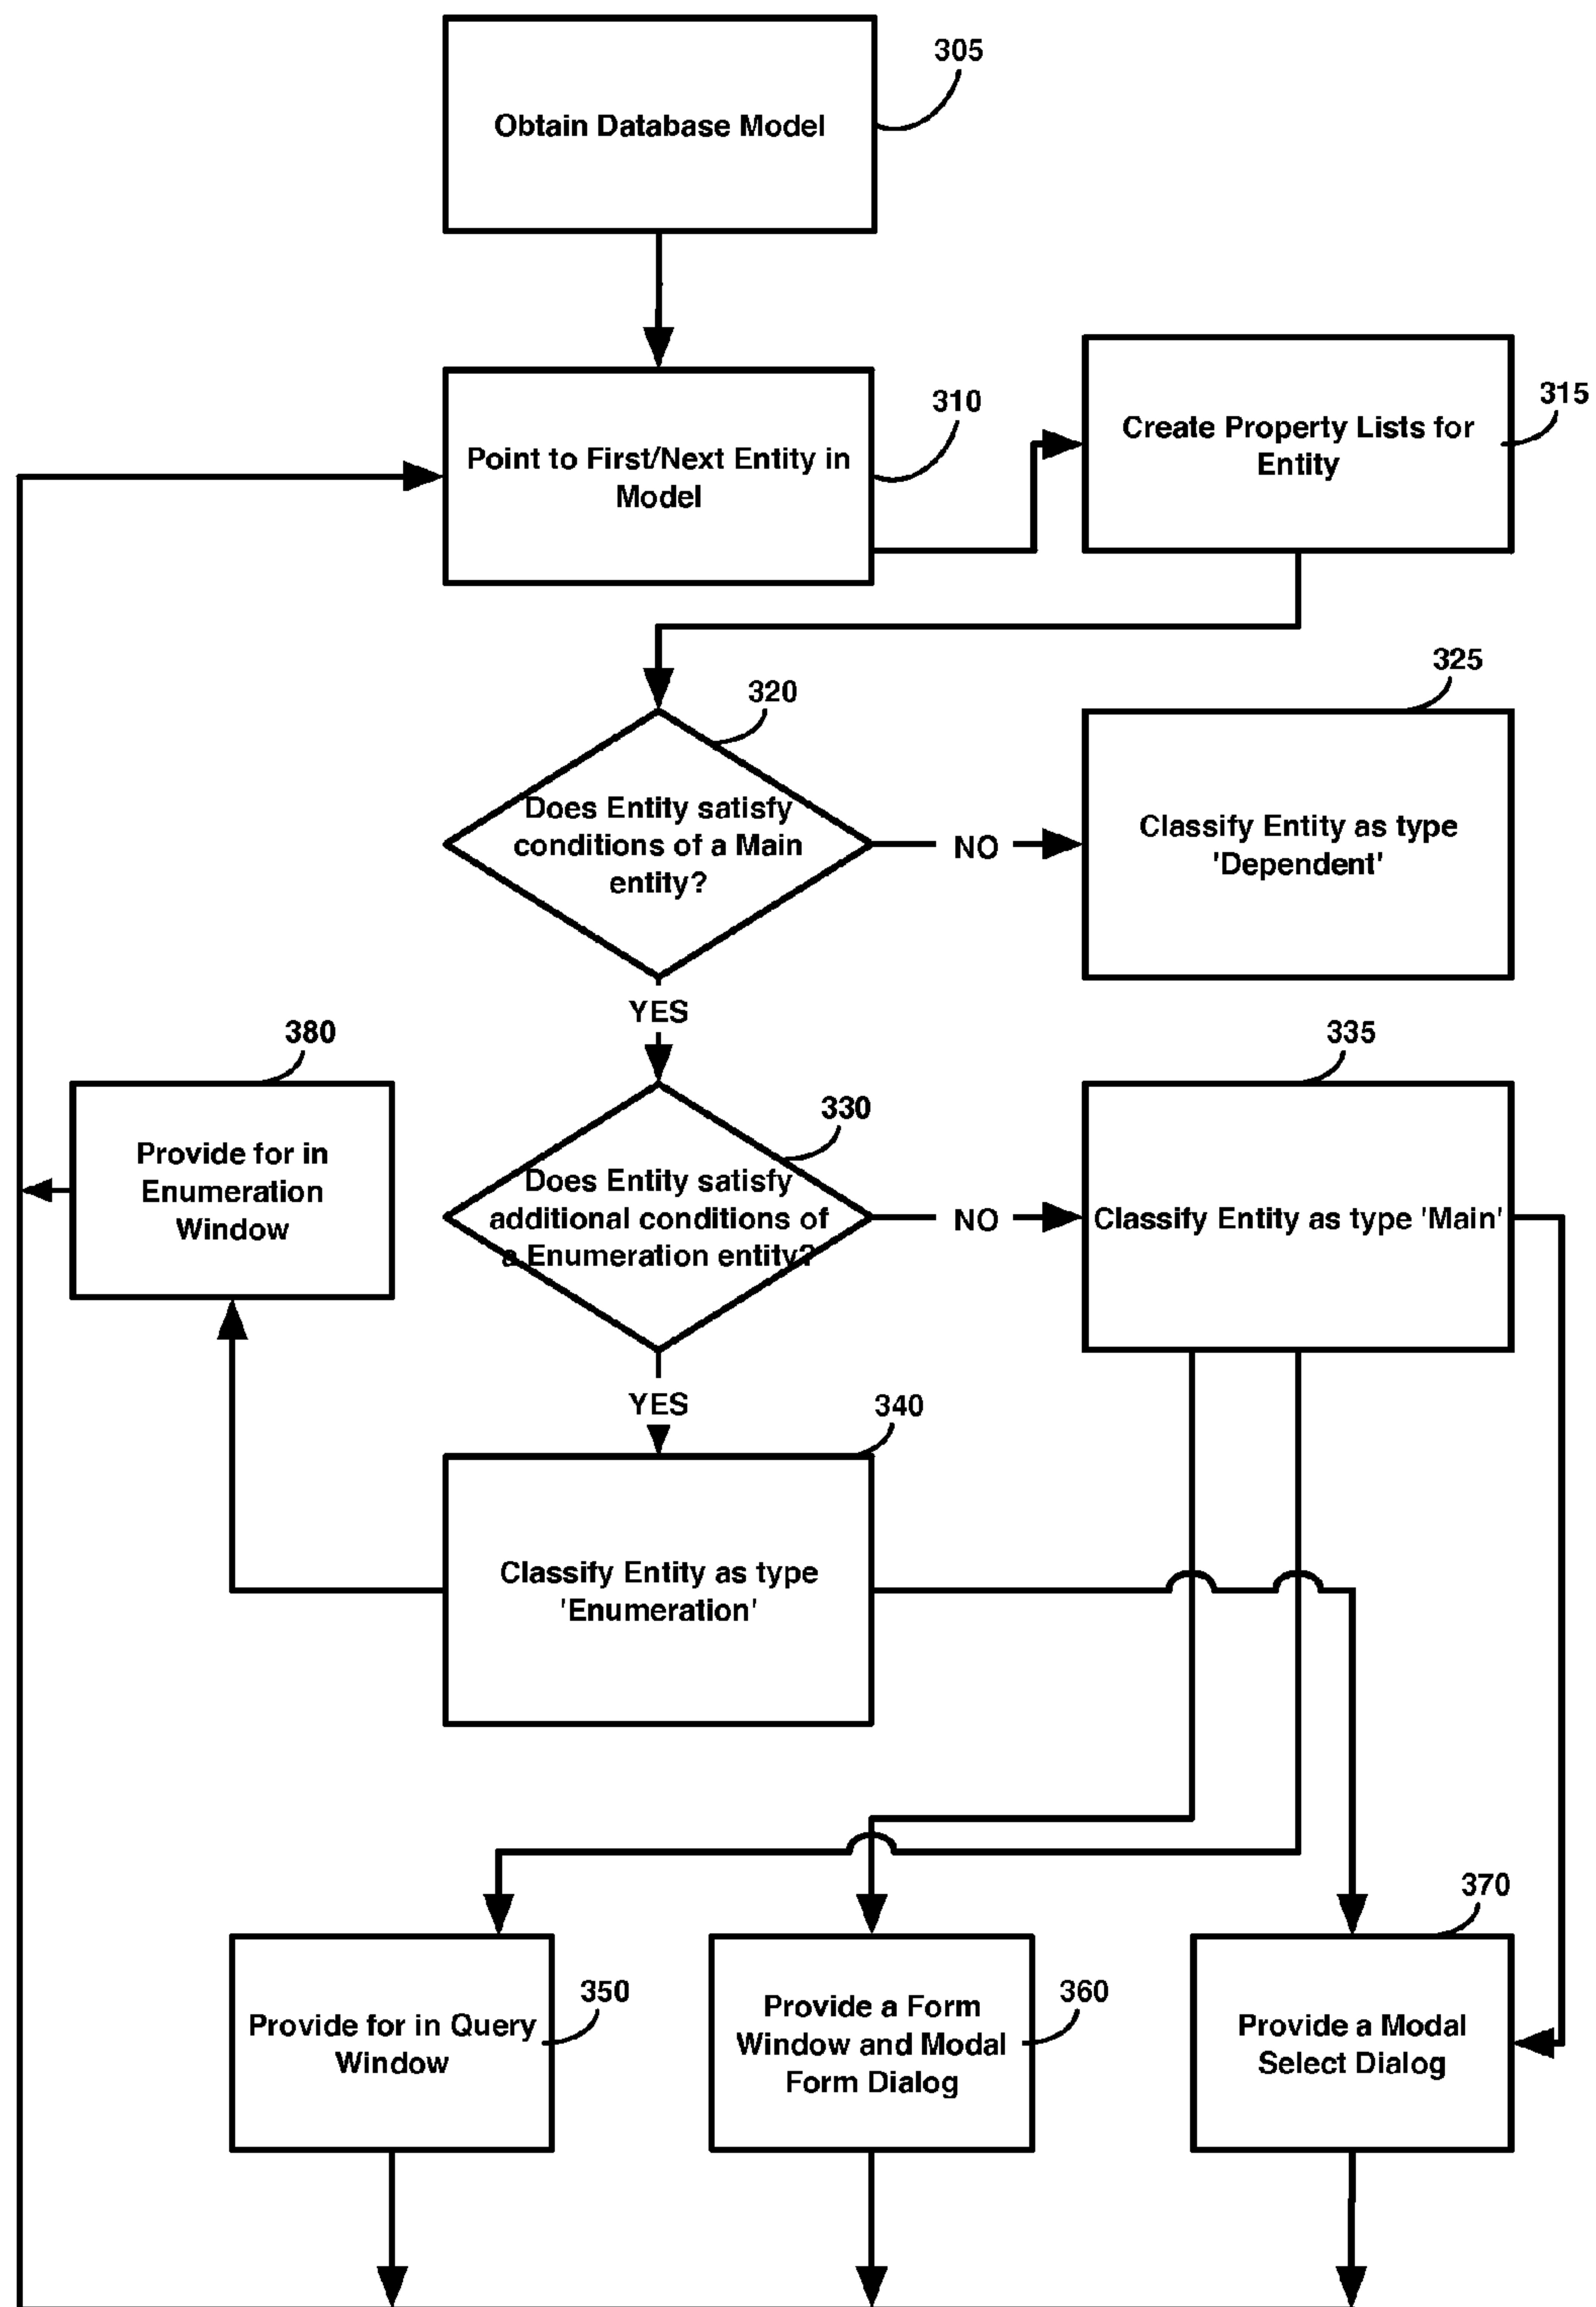 305
Obtain Database Model
310
Point to First/Next Entity in
Model
315
Create Property Lists for
Entity
320
Does Entity satisfy
conditions of a Main
entity?
NO
325
Classify Entity as type
'Dependent'
YES
380
Provide for in
Enumeration
Window
330
Does Entity satisfy
additional conditions of
a Enumeration entity?
NO
335
Classify Entity as type 'Main'
YES
340
Classify Entity as type
'Enumeration'
350
Provide for in Query
Window
360
Provide a Form
Window and Modal
Form Dialog
370
Provide a Modal
Select Dialog